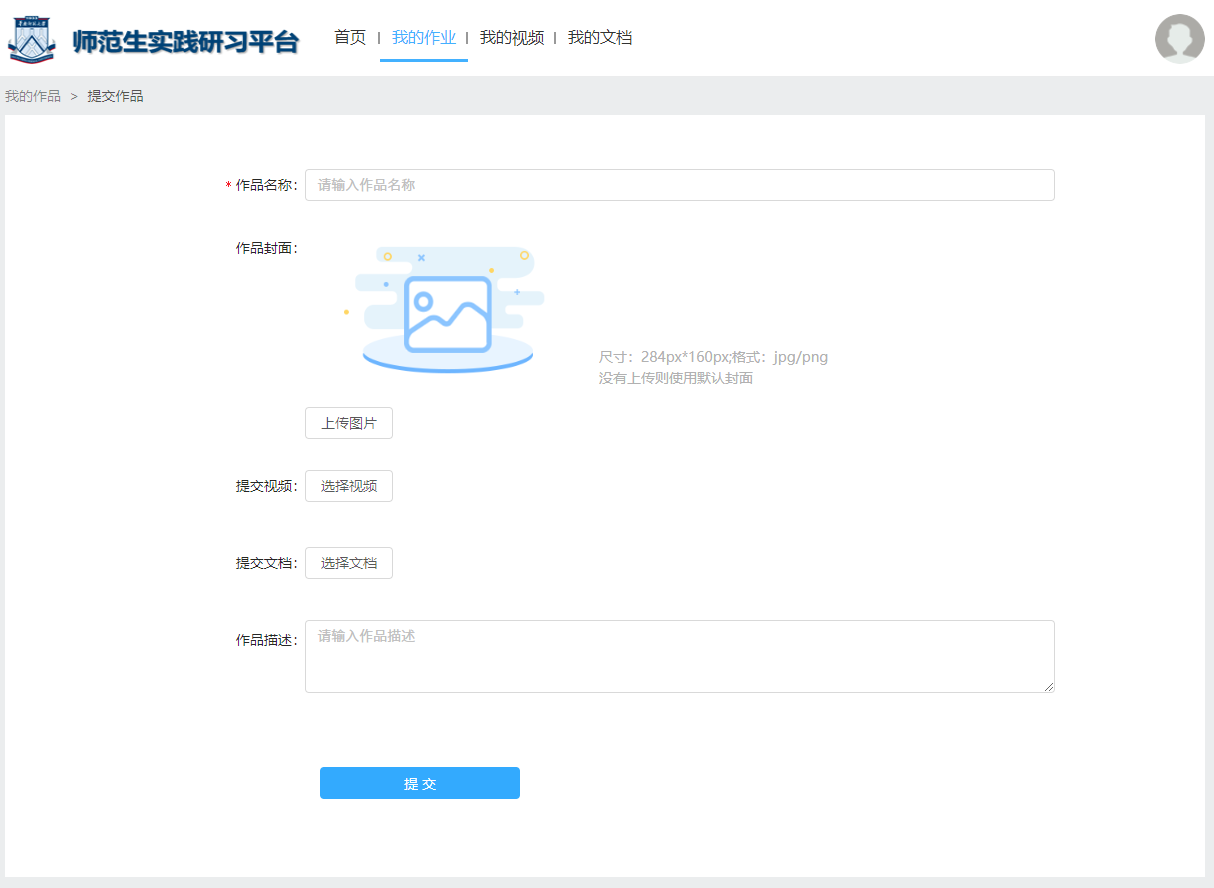 师范生实践研习平台
首页 | 我的作业 | 我的视频 | 我的文档
我的作品 > 提交作品
* 作品名称: 请输入作品名称
作品封面:
尺寸：284px*160px;格式：jpg/png
没有上传则使用默认封面
上传图片
提交视频: 选择视频
提交文档: 选择文档
作品描述: 请输入作品描述
提 交